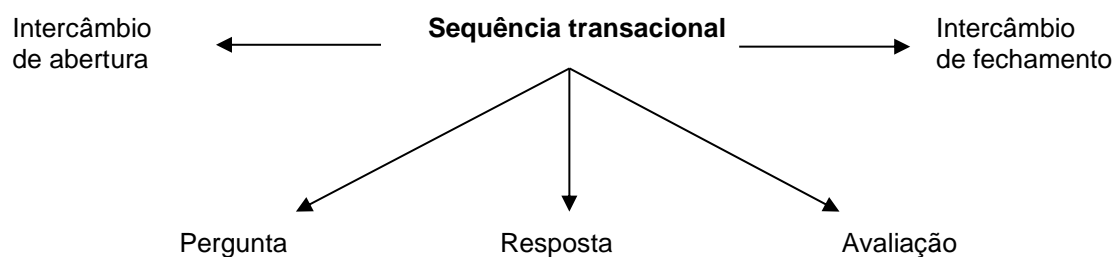 Intercâmbio
de abertura
Sequência transacional
Intercâmbio
de fechamento
Pergunta
Resposta
Avaliação